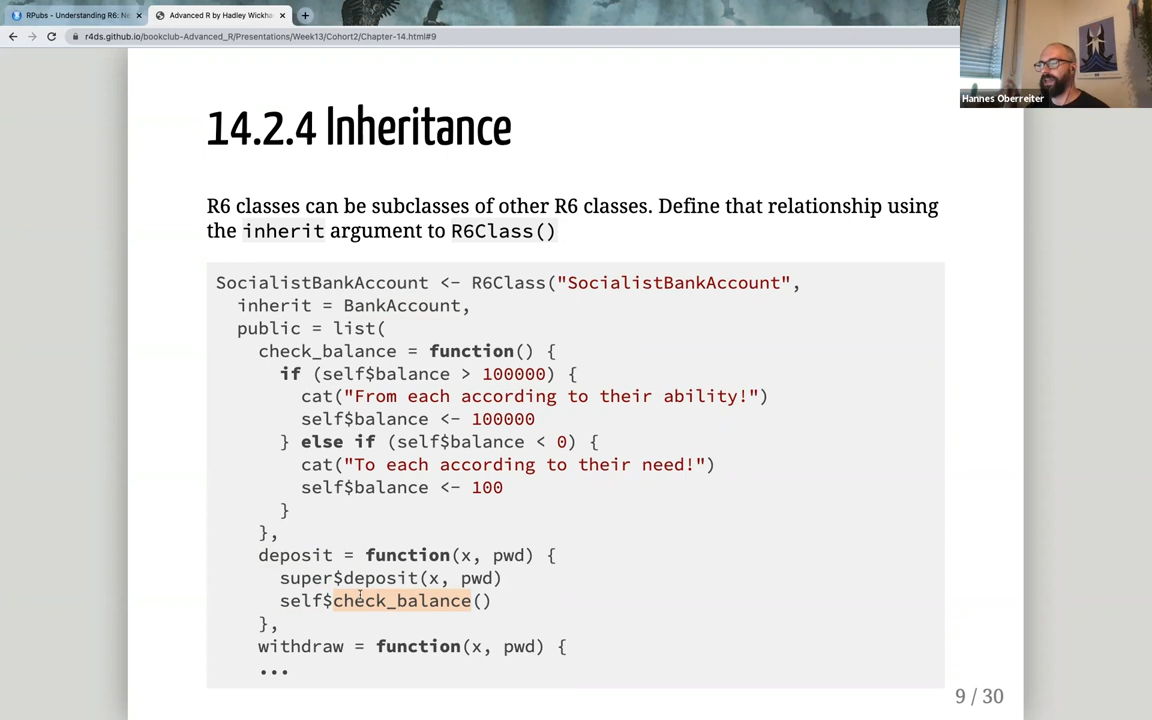 RPubs - Understanding R6: Ne
Advanced R by Hadley Wickha
r4ds.github.io/bookclub-Advanced_R/Presentations/Week13/Cohort2/Chapter-14.html#9
Hannes Oberreiter
14.2.4 Inheritance
R6 classes can be subclasses of other R6 classes. Define that relationship using
the inherit argument to R6Class()
SocialistBankAccount <- R6Class("SocialistBankAccount",
  inherit = BankAccount,
  public = list(
    check_balance = function() {
      if (self$balance > 100000) {
        cat("From each according to their ability!")
        self$balance <- 100000
      } else if (self$balance < 0) {
        cat("To each according to their need!")
        self$balance <- 100
      }
    },
    deposit = function(x, pwd) {
      super$deposit(x, pwd)
      self$check_balance()
    },
    withdraw = function(x, pwd) {
    ...
9 / 30